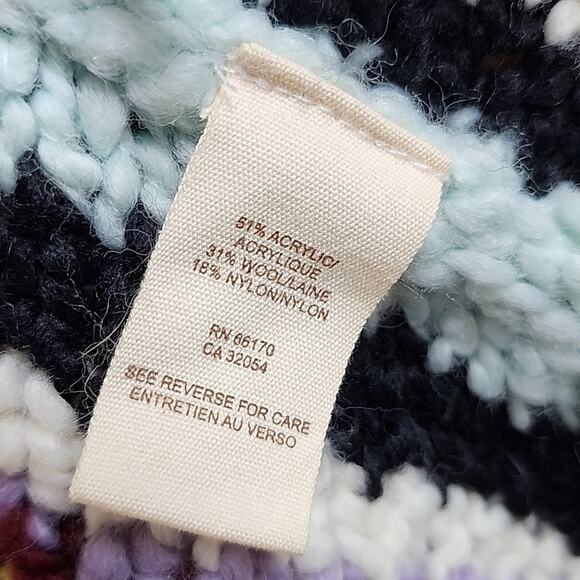 51% ACRYLIC/
ACRYLIQUE
31% WOOL/LAINE
18% NYLON/NYLON
RN 66170
CA 32054
SEE REVERSE FOR CARE
ENTRETIEN AU VERSO